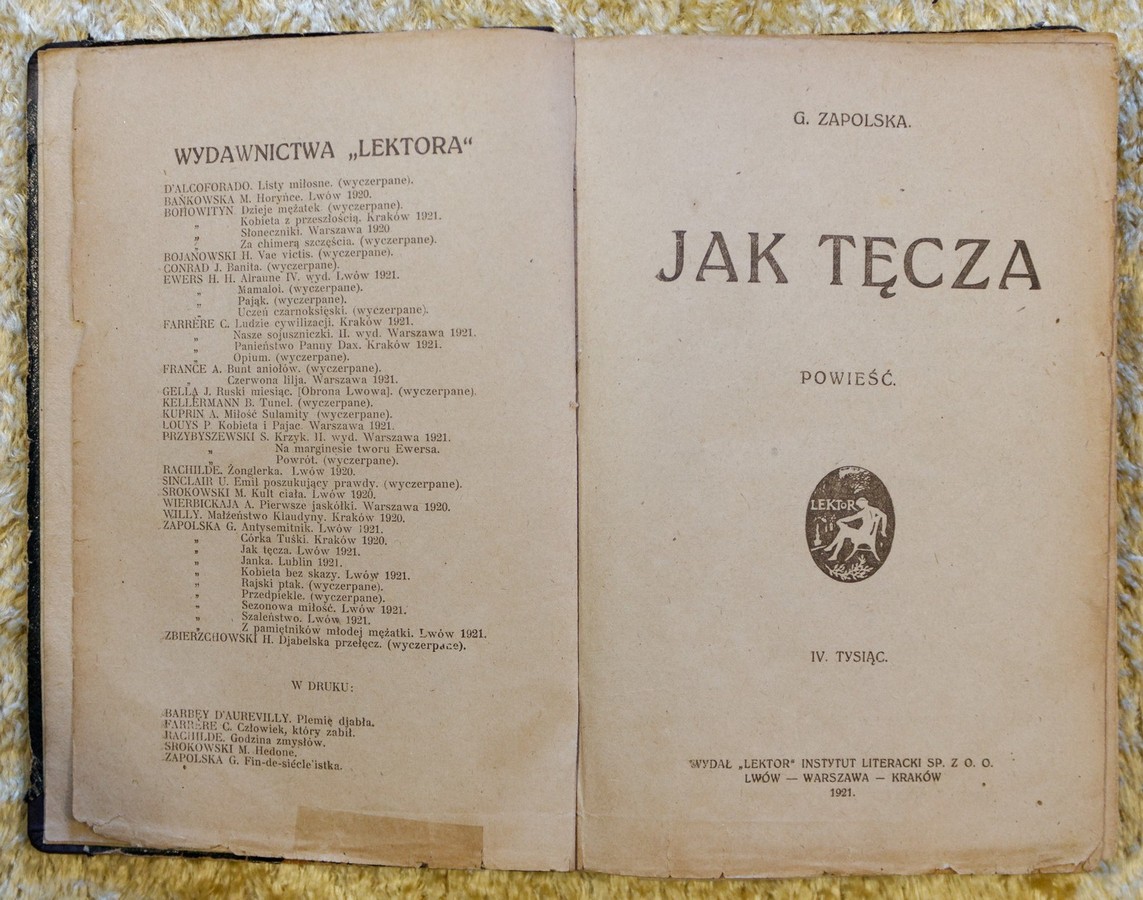 WYDAWNICTWA „LEKTORA“
D'ALCOFORADO. Listy miłosne. (wyczerpane).
BAŃKOWSKA M. Horyńce. Lwów 1920.
BOHOWITYN. Dzieje mężatek (wyczerpane).
„ Kobieta z przeszłością. Kraków 1921.
„ Słoneczniki. Warszawa 1920
„ Za chimerą szczęścia. (wyczerpane).
BOJANOWSKI H. Vae victis. (wyczerpane).
CONRAD J. Banita. (wyczerpane).
EWERS H. H. Alraune IV. wyd. Lwów 1921.
„ Mamaloi. (wyczerpane).
„ Pająk. (wyczerpane).
„ Uczeń czarnoksięski. (wyczerpane).
FARRÈRE C. Ludzie cywilizacji. Kraków 1921.
„ Nasze sojuszniczki. II. wyd. Warszawa 1921.
„ Panieństwo Panny Dax. Kraków 1921.
„ Opium. (wyczerpane).
FRANCE A. Bunt aniołów. (wyczerpane).
„ Czerwona lilja. Warszawa 1921.
GELLA J. Ruski miesiąc. [Obrona Lwowa]. (wyczerpane).
KELLERMANN B. Tunel. (wyczerpane).
KUPRIN A. Miłość Sulamity (wyczerpane).
LOUYS P. Kobieta i Pajac. Warszawa 1921.
PRZYBYSZEWSKI S. Krzyk. II. wyd. Warszawa 1921.
„ Na marginesie tworu Ewersa.
„ Powrót. (wyczerpane).
RACHILDE. Żonglerka. Lwów 1920.
SINCLAIR U. Emil poszukujący prawdy. (wyczerpane).
SROKOWSKI M. Kult ciała. Lwów 1920.
WIERBICKAJA A. Pierwsze jaskółki. Warszawa 1920.
WILLY. Małżeństwo Klaudyny. Kraków 1920.
ZAPOLSKA G. Antysemitnik. Lwów 1921.
„ Córka Tuśki. Kraków 1920.
„ Jak tęcza. Lwów 1921.
„ Janka. Lublin 1921.
„ Kobieta bez skazy. Lwów 1921.
„ Rajski ptak. (wyczerpane).
„ Przedpiekle. (wyczerpane).
„ Sezonowa miłość. Lwów 1921.
„ Szaleństwo. Lwów 1921.
„ Z pamiętników młodej mężatki. Lwów 1921.
ZBIERZCHOWSKI H. Djabelska przełęcz. (wyczerpane).
W DRUKU:
BARBEY D'AUREVILLY. Plemię djabła.
FARRÈRE C. Człowiek, który zabił.
RACHILDE. Godzina zmysłów.
SROKOWSKI M. Hedone.
ZAPOLSKA G. Fin-de-siécle'istka.
G. ZAPOLSKA.
JAK TĘCZA
POWIEŚĆ.
LEKTOR
IV. TYSIĄC.
WYDAŁ „LEKTOR“ INSTYTUT LITERACKI SP. Z O. O.
LWÓW — WARSZAWA — KRAKÓW
1921.